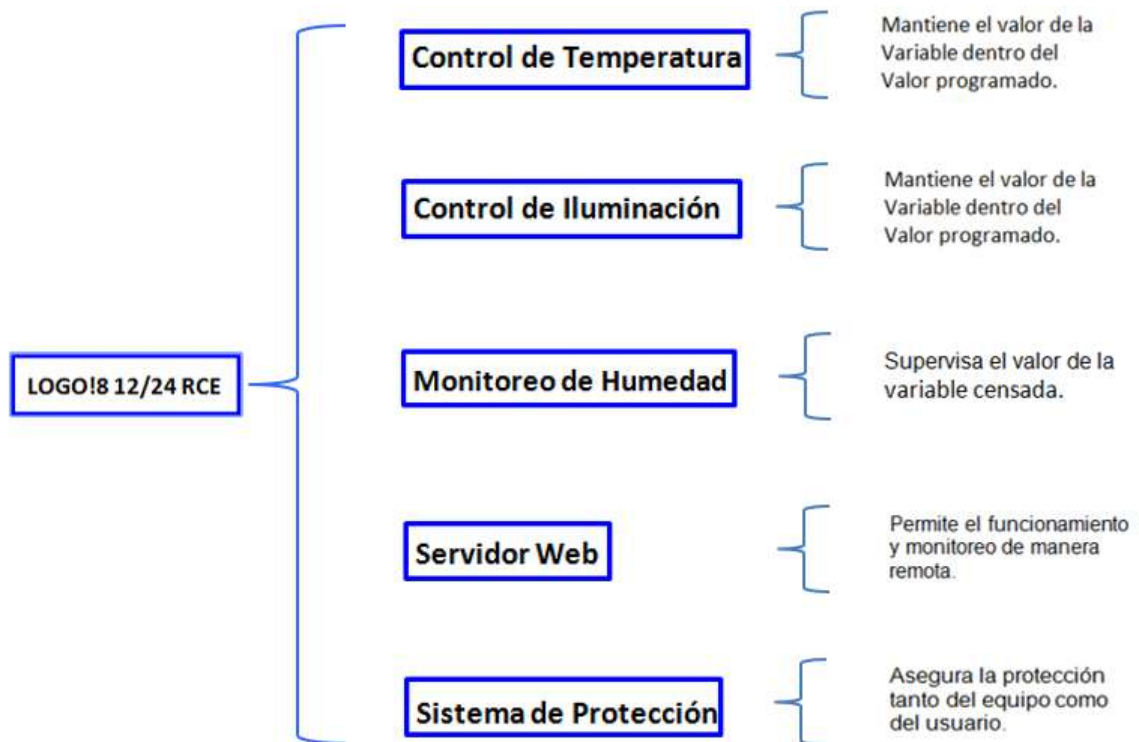 Control de Temperatura
Mantiene el valor de la
Variable dentro del
Valor programado.
Control de Iluminación
Mantiene el valor de la
Variable dentro del
Valor programado.
LOGO!8 12/24 RCE
Monitoreo de Humedad
Supervisa el valor de la
variable censada.
Servidor Web
Permite el funcionamiento
y monitoreo de manera
remota.
Sistema de Protección
Asegura la protección
tanto del equipo como
del usuario.